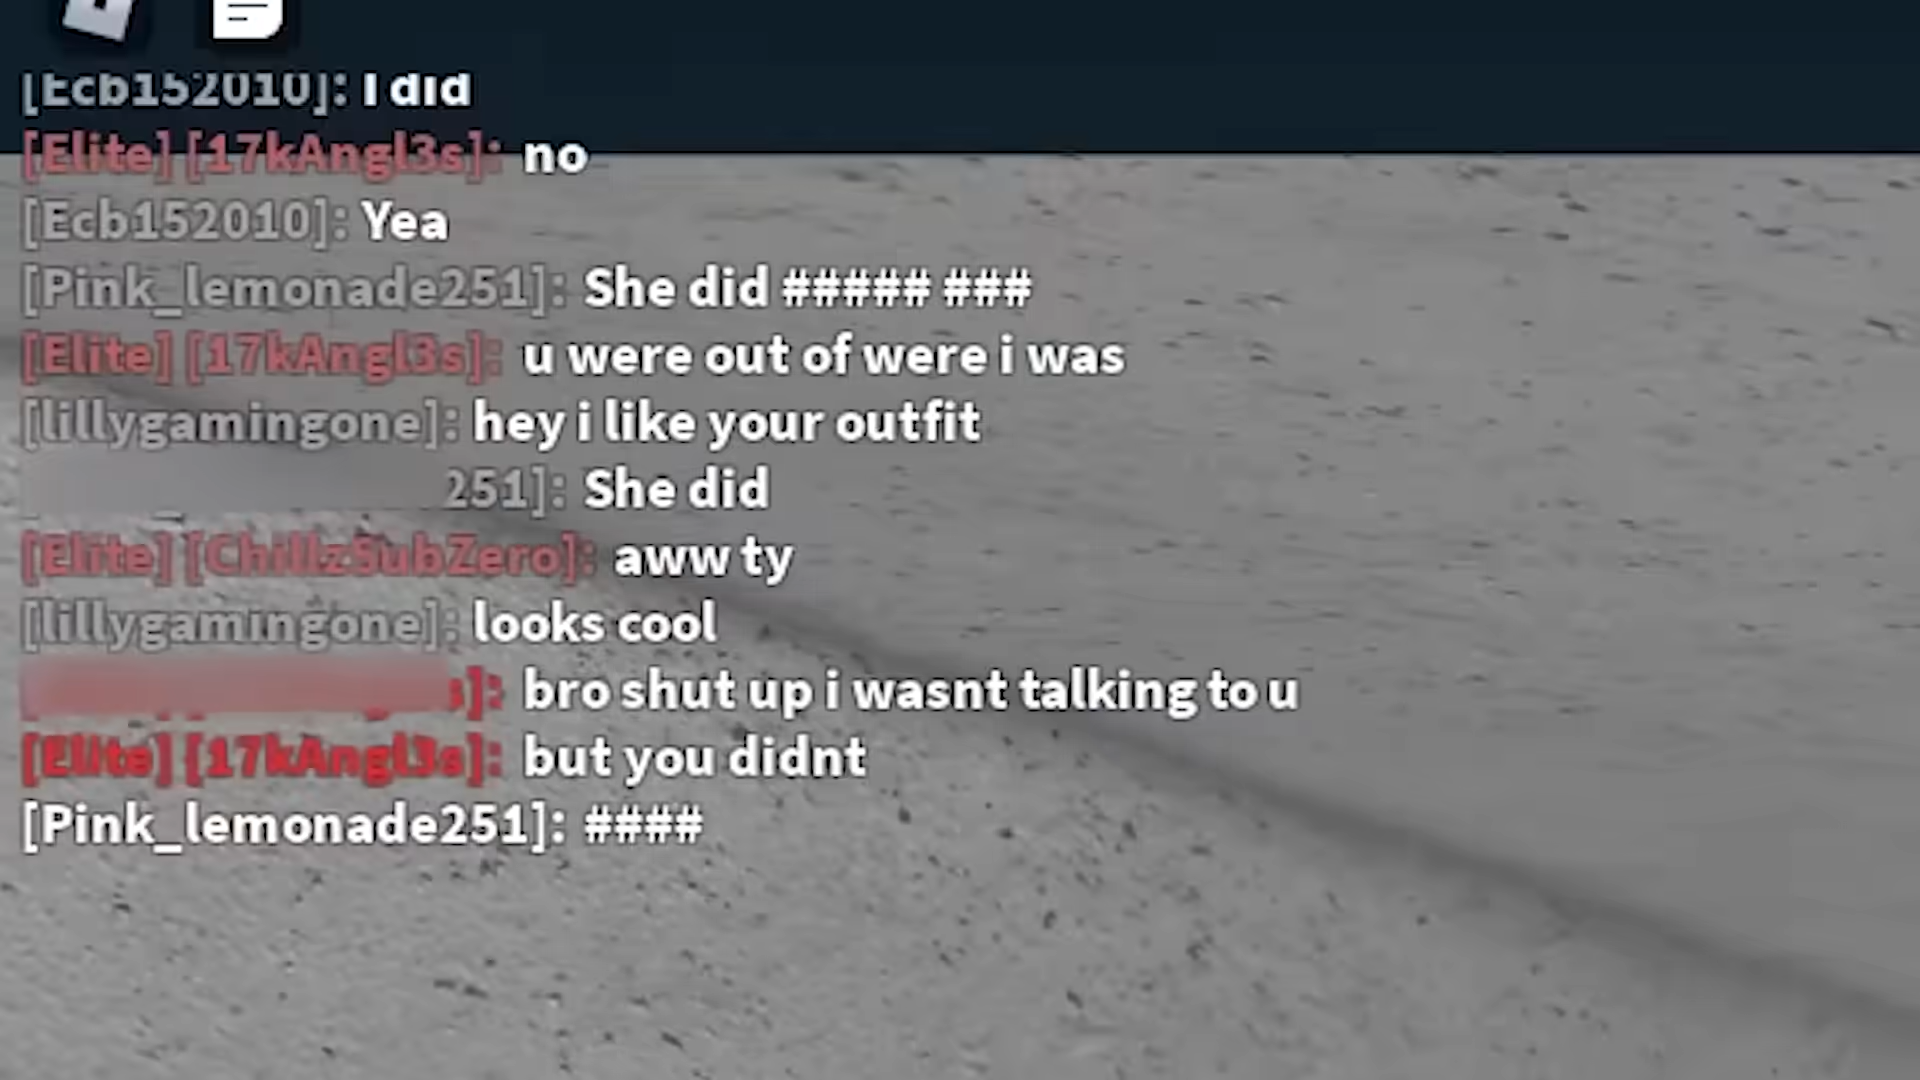 [Ecb152010]: I did
[Elite] [17kAngl3s]: no
[Ecb152010]: Yea
[Pink_lemonade251]: She did ##### ###
[Elite] [17kAngl3s]: u were out of were i was
[lillygamingone]: hey i like your outfit
251]: She did
[Elite] [ChillzSubZero]: aww ty
[lillygamingone]: looks cool
s]: bro shut up i wasnt talking to u
[Elite] [17kAngl3s]: but you didnt
[Pink_lemonade251]: ####